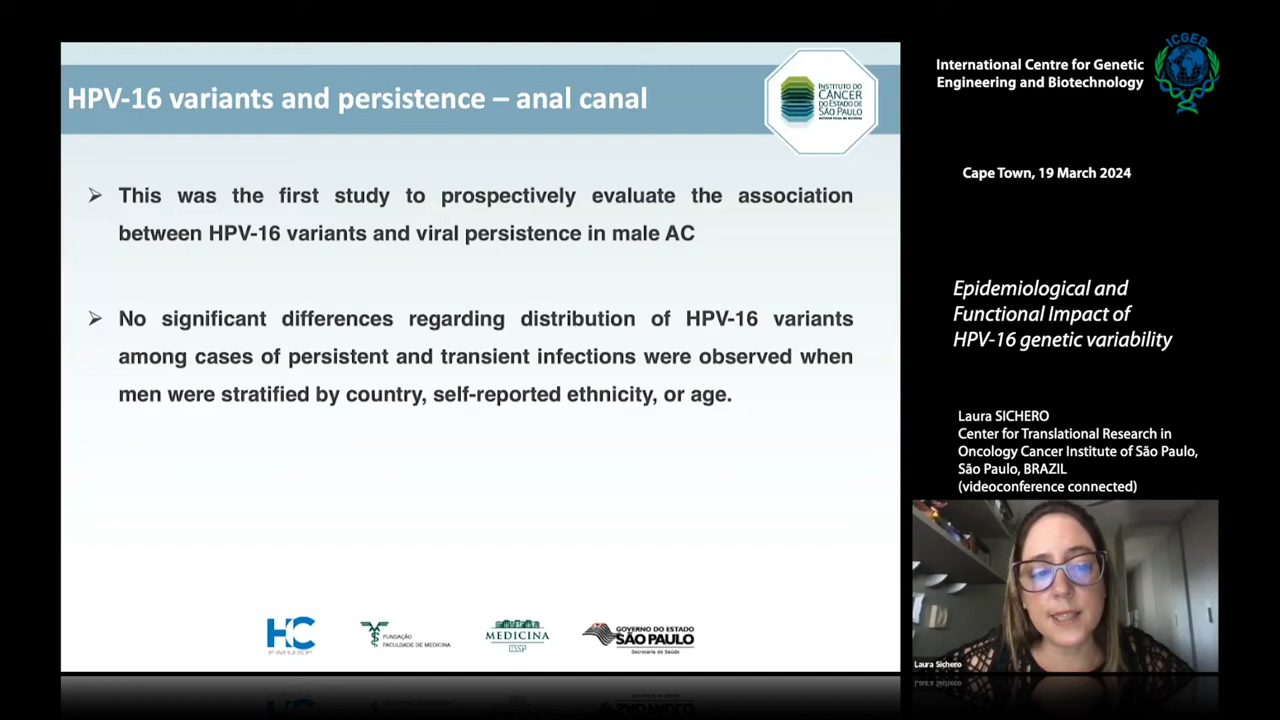 HPV-16 variants and persistence – anal canal
INSTITUTO DO
CÂNCER
DO ESTADO DE
SÃO PAULO
➢ This was the first study to prospectively evaluate the association
between HPV-16 variants and viral persistence in male AC
➢ No significant differences regarding distribution of HPV-16 variants
among cases of persistent and transient infections were observed when
men were stratified by country, self-reported ethnicity, or age.
HC
FMUSP
FUNDAÇÃO
FACULDADE DE MEDICINA
MEDICINA
USP
GOVERNO DO ESTADO
SÃO PAULO
Secretaria da Saúde
International Centre for Genetic
Engineering and Biotechnology
ICGEB
Cape Town, 19 March 2024
Epidemiological and
Functional Impact of
HPV-16 genetic variability
Laura SICHERO
Center for Translational Research in
Oncology Cancer Institute of São Paulo,
São Paulo, BRAZIL
(videoconference connected)
Laura Sichero